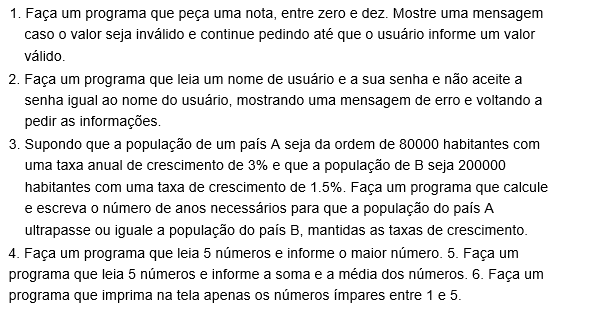 1. Faça um programa que peça uma nota, entre zero e dez. Mostre uma mensagem
caso o valor seja inválido e continue pedindo até que o usuário informe um valor
válido.
2. Faça um programa que leia um nome de usuário e a sua senha e não aceite a
senha igual ao nome do usuário, mostrando uma mensagem de erro e voltando a
pedir as informações.
3. Supondo que a população de um país A seja da ordem de 80000 habitantes com
uma taxa anual de crescimento de 3% e que a população de B seja 200000
habitantes com uma taxa de crescimento de 1.5%. Faça um programa que calcule
e escreva o número de anos necessários para que a população do país A
ultrapasse ou iguale a população do país B, mantidas as taxas de crescimento.
4. Faça um programa que leia 5 números e informe o maior número. 5. Faça um
programa que leia 5 números e informe a soma e a média dos números. 6. Faça um
programa que imprima na tela apenas os números ímpares entre 1 e 5.